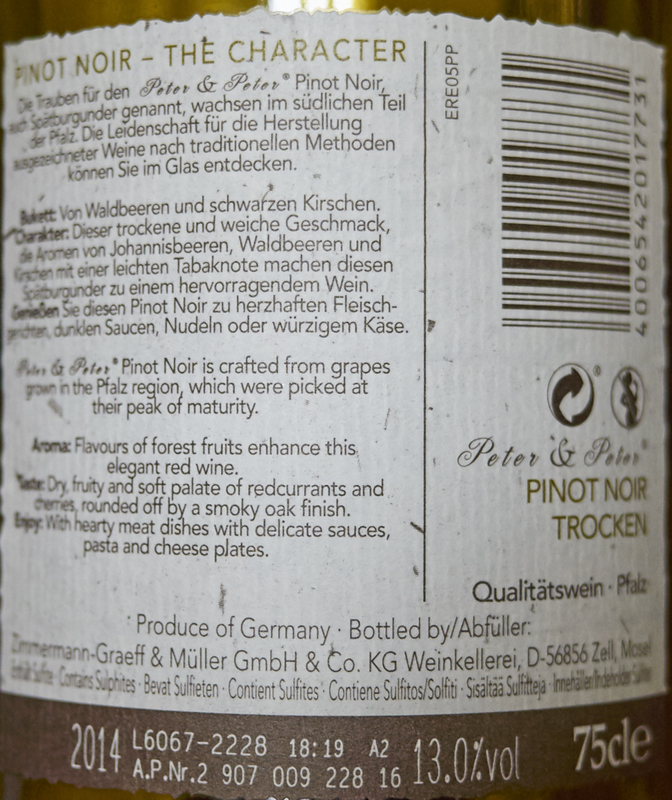 PINOT NOIR – THE CHARACTER
Die Trauben für den Peter & Peter® Pinot Noir,
auch Spätburgunder genannt, wachsen im südlichen Teil
der Pfalz. Die Leidenschaft für die Herstellung
ausgezeichneter Weine nach traditionellen Methoden
können Sie im Glas entdecken.
Bukett: Von Waldbeeren und schwarzen Kirschen.
Charakter: Dieser trockene und weiche Geschmack,
die Aromen von Johannisbeeren, Waldbeeren und
Kirschen mit einer leichten Tabaknote machen diesen
Spätburgunder zu einem hervorragendem Wein.
Genießen Sie diesen Pinot Noir zu herzhaften Fleisch-
gerichten, dunklen Saucen, Nudeln oder würzigem Käse.
Peter & Peter® Pinot Noir is crafted from grapes
grown in the Pfalz region, which were picked at
their peak of maturity.
Aroma: Flavours of forest fruits enhance this
elegant red wine.
Taste: Dry, fruity and soft palate of redcurrants and
cherries, rounded off by a smoky oak finish.
Enjoy: With hearty meat dishes with delicate sauces,
pasta and cheese plates.
ERE05PP
4006542017731
Peter & Peter®
PINOT NOIR
TROCKEN
Qualitätswein · Pfalz
Produce of Germany · Bottled by/Abfüller:
Zimmermann-Graeff & Müller GmbH & Co. KG Weinkellerei, D-56856 Zell, Mosel
Enthält Sulfite · Contains Sulphites · Bevat Sulfieten · Contient Sulfites · Contiene Sulfitos/Solfiti · Sisältää Sulfiitteja · Innehåller/Indeholder Sulfiter
2014 L6067-2228 18:19 A2 13.0%vol 75cle
A.P.Nr.2 907 009 228 16